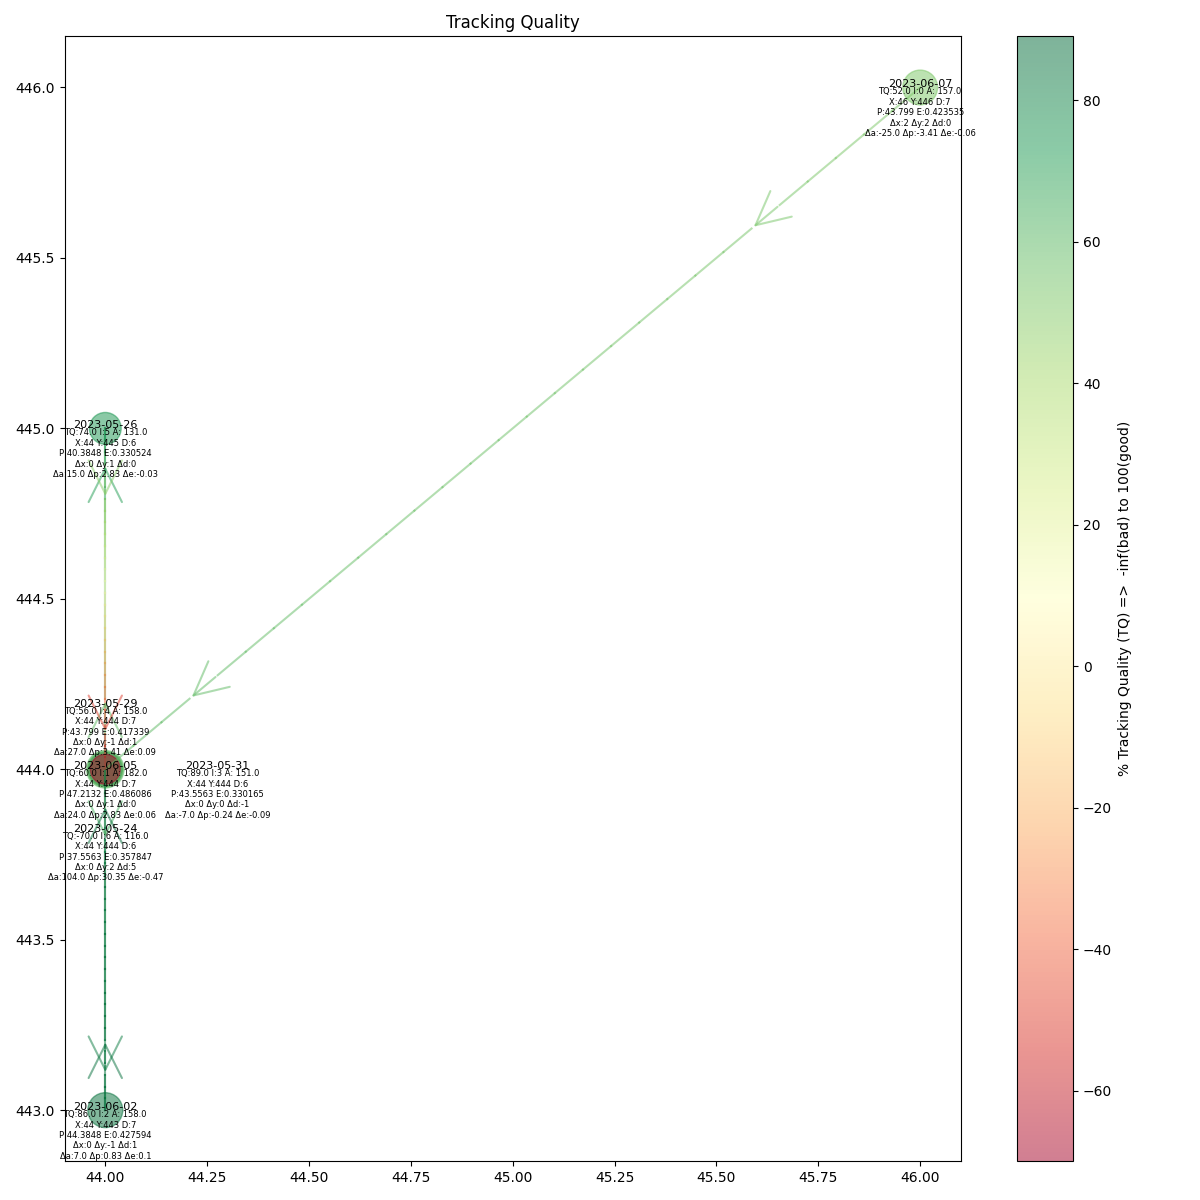 Tracking Quality
446.0
445.5
445.0
444.5
444.0
443.5
443.0
2023-06-07
TQ:52.0 I:0 A: 157.0
X:46 Y:446 D:7
P:43.799 E:0.423535
Δx:2 Δy:2 Δd:0
Δa:-25.0 Δp:-3.41 Δe:-0.06
2023-05-26
TQ:74.0 I:5 A: 131.0
X:44 Y:445 D:6
P:40.3848 E:0.330524
Δx:0 Δy:1 Δd:0
Δa:15.0 Δp:2.83 Δe:-0.03
2023-05-29
TQ:56.0 I:4 A: 158.0
X:44 Y:444 D:7
P:43.799 E:0.417339
Δx:0 Δy:-1 Δd:1
Δa:27.0 Δp:3.41 Δe:0.09
2023-06-05
TQ:60.0 I:1 A: 182.0
X:44 Y:444 D:7
P:47.2132 E:0.486086
Δx:0 Δy:1 Δd:0
Δa:24.0 Δp:2.83 Δe:0.06
2023-05-31
TQ:89.0 I:3 A: 151.0
X:44 Y:444 D:6
P:43.5563 E:0.330165
Δx:0 Δy:0 Δd:-1
Δa:-7.0 Δp:-0.24 Δe:-0.09
2023-05-24
TQ:-70.0 I:6 A: 116.0
X:44 Y:444 D:6
P:37.5563 E:0.357847
Δx:0 Δy:2 Δd:5
Δa:104.0 Δp:30.35 Δe:-0.47
2023-06-02
TQ:86.0 I:2 A: 158.0
X:44 Y:443 D:7
P:44.3848 E:0.427594
Δx:0 Δy:-1 Δd:1
Δa:7.0 Δp:0.83 Δe:0.1
44.00 44.25 44.50 44.75 45.00 45.25 45.50 45.75 46.00
80
60
40
20
0
−20
−40
−60
% Tracking Quality (TQ) => -inf(bad) to 100(good)